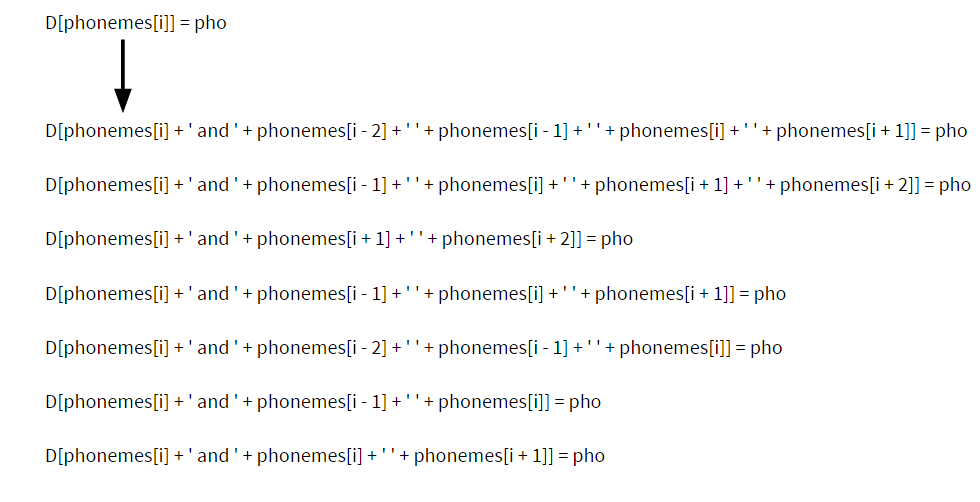 D[phonemes[i]] = pho
D[phonemes[i] + ' and ' + phonemes[i - 2] + ' ' + phonemes[i - 1] + ' ' + phonemes[i] + ' ' + phonemes[i + 1]] = pho
D[phonemes[i] + ' and ' + phonemes[i - 1] + ' ' + phonemes[i] + ' ' + phonemes[i + 1] + ' ' + phonemes[i + 2]] = pho
D[phonemes[i] + ' and ' + phonemes[i + 1] + ' ' + phonemes[i + 2]] = pho
D[phonemes[i] + ' and ' + phonemes[i - 1] + ' ' + phonemes[i] + ' ' + phonemes[i + 1]] = pho
D[phonemes[i] + ' and ' + phonemes[i - 2] + ' ' + phonemes[i - 1] + ' ' + phonemes[i]] = pho
D[phonemes[i] + ' and ' + phonemes[i - 1] + ' ' + phonemes[i]] = pho
D[phonemes[i] + ' and ' + phonemes[i] + ' ' + phonemes[i + 1]] = pho